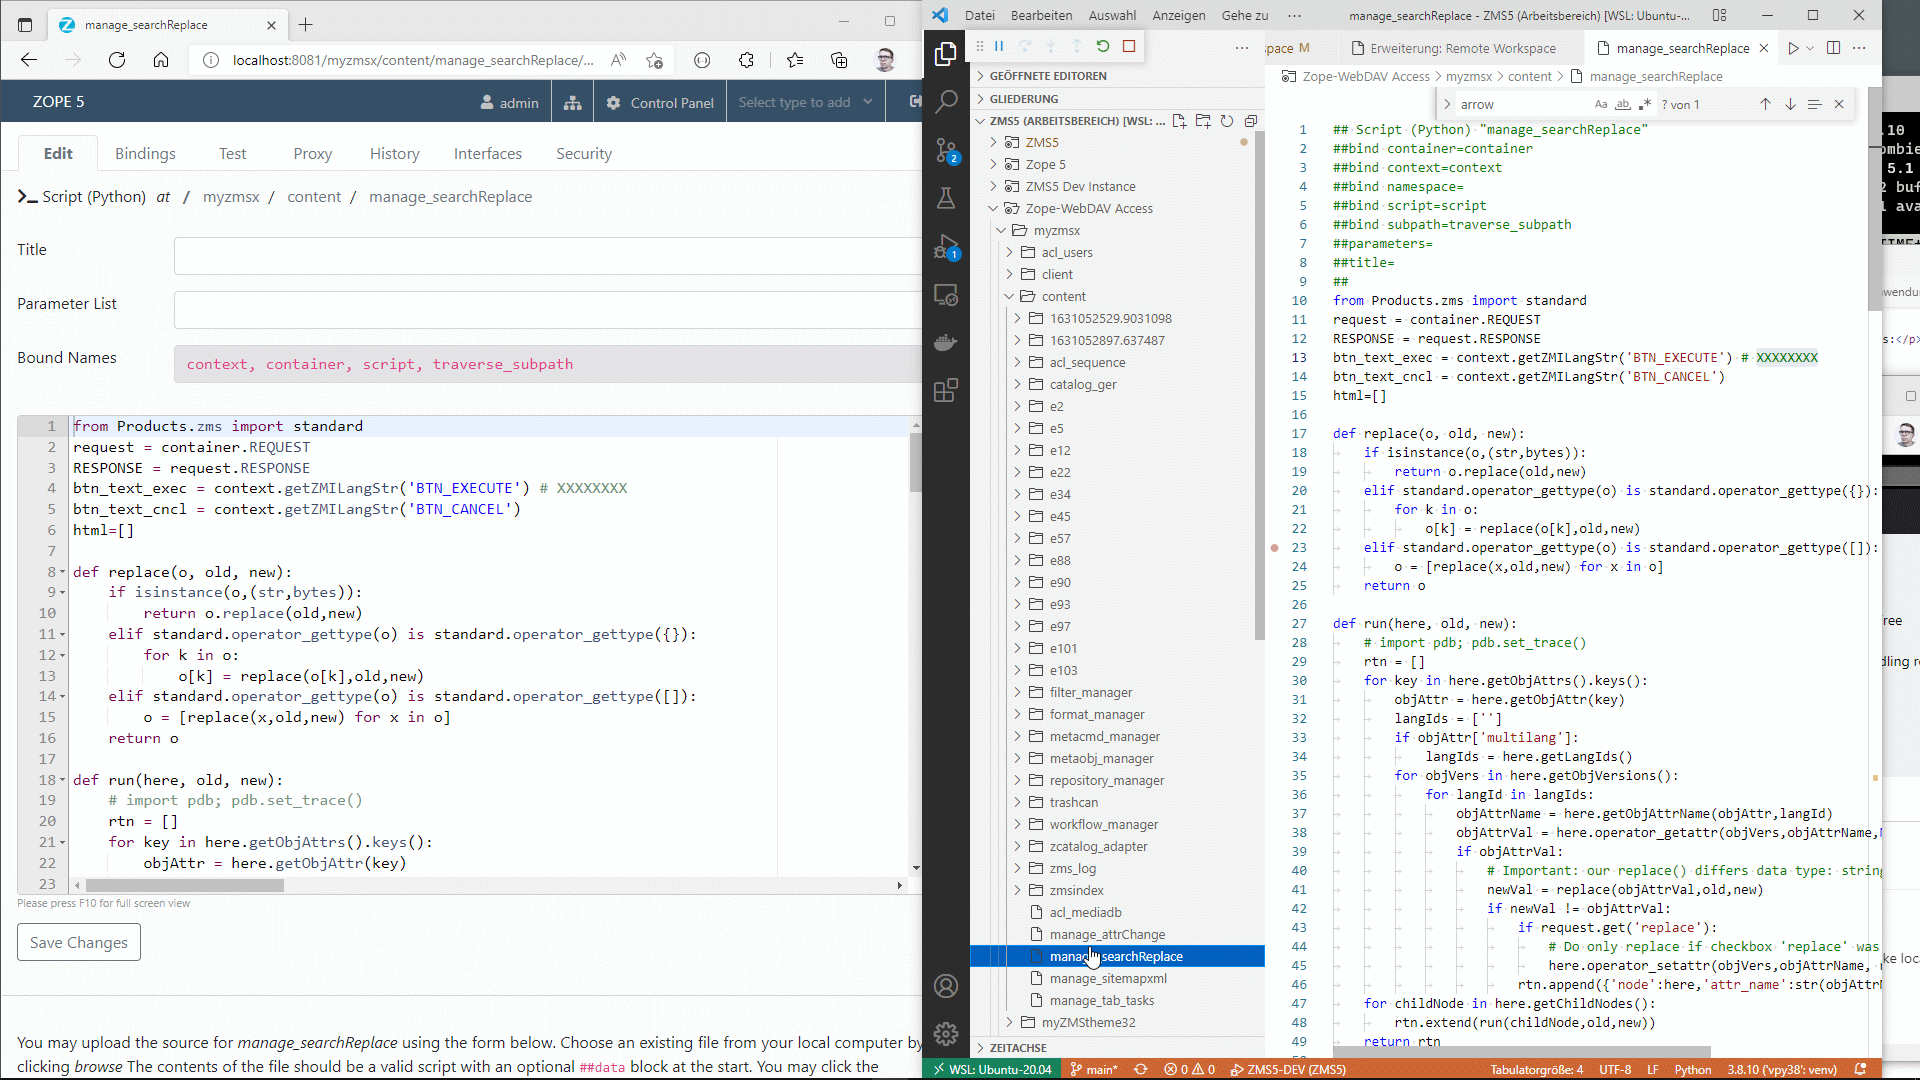 manage_searchReplace
localhost:8081/myzmsx/content/manage_searchReplace/...
ZOPE 5
admin
Control Panel
Select type to add
Edit
Bindings
Test
Proxy
History
Interfaces
Security
Script (Python) at / myzmsx / content / manage_searchReplace
Title
Parameter List
Bound Names
context, container, script, traverse_subpath
1 from Products.zms import standard
2 request = container.REQUEST
3 RESPONSE = request.RESPONSE
4 btn_text_exec = context.getZMILangStr('BTN_EXECUTE') # XXXXXXXX
5 btn_text_cncl = context.getZMILangStr('BTN_CANCEL')
6 html=[]
7
8 def replace(o, old, new):
9 if isinstance(o,(str,bytes)):
10 return o.replace(old,new)
11 elif standard.operator_gettype(o) is standard.operator_gettype({}):
12 for k in o:
13 o[k] = replace(o[k],old,new)
14 elif standard.operator_gettype(o) is standard.operator_gettype([]):
15 o = [replace(x,old,new) for x in o]
16 return o
17
18 def run(here, old, new):
19 # import pdb; pdb.set_trace()
20 rtn = []
21 for key in here.getObjAttrs().keys():
22 objAttr = here.getObjAttr(key)
23
Please press F10 for full screen view
Save Changes
You may upload the source for manage_searchReplace using the form below. Choose an existing file from your local computer by
clicking browse The contents of the file should be a valid script with an optional ##data block at the start. You may click the
Datei
Bearbeiten
Auswahl
Anzeigen
Gehe zu
···
manage_searchReplace - ZMS5 (Arbeitsbereich) [WSL: Ubuntu-...
space M
Erweiterung: Remote Workspace
manage_searchReplace
Zope-WebDAV Access > myzmsx > content > manage_searchReplace
arrow
Aa
ab
? von 1
GEÖFFNETE EDITOREN
GLIEDERUNG
ZMS5 (ARBEITSBEREICH) [WSL: ...
ZMS5
Zope 5
ZMS5 Dev Instance
Zope-WebDAV Access
myzmsx
acl_users
client
content
1631052529.9031098
1631052897.637487
acl_sequence
catalog_ger
e2
e5
e12
e22
e34
e45
e57
e88
e90
e93
e97
e101
e103
filter_manager
format_manager
metacmd_manager
metaobj_manager
repository_manager
trashcan
workflow_manager
zcatalog_adapter
zms_log
zmsindex
acl_mediadb
manage_attrChange
manage_searchReplace
manage_sitemapxml
manage_tab_tasks
myZMStheme32
ZEITACHSE
2
1
1 ## Script (Python) "manage_searchReplace"
2 ##bind container=container
3 ##bind context=context
4 ##bind namespace=
5 ##bind script=script
6 ##bind subpath=traverse_subpath
7 ##parameters=
8 ##title=
9 ##
10 from Products.zms import standard
11 request = container.REQUEST
12 RESPONSE = request.RESPONSE
13 btn_text_exec = context.getZMILangStr('BTN_EXECUTE') # XXXXXXXX
14 btn_text_cncl = context.getZMILangStr('BTN_CANCEL')
15 html=[]
16
17 def replace(o, old, new):
18 if isinstance(o,(str,bytes)):
19 return o.replace(old,new)
20 elif standard.operator_gettype(o) is standard.operator_gettype({}):
21 for k in o:
22 o[k] = replace(o[k],old,new)
23 elif standard.operator_gettype(o) is standard.operator_gettype([]):
24 o = [replace(x,old,new) for x in o]
25 return o
26
27 def run(here, old, new):
28 # import pdb; pdb.set_trace()
29 rtn = []
30 for key in here.getObjAttrs().keys():
31 objAttr = here.getObjAttr(key)
32 langIds = ['']
33 if objAttr['multilang']:
34 langIds = here.getLangIds()
35 for objVers in here.getObjVersions():
36 for langId in langIds:
37 objAttrName = here.getObjAttrName(objAttr,langId)
38 objAttrVal = here.operator_getattr(objVers,objAttrName,
39 if objAttrVal:
40 # Important: our replace() differs data type: string
41 newVal = replace(objAttrVal,old,new)
42 if newVal != objAttrVal:
43 if request.get('replace'):
44 # Do only replace if checkbox 'replace' was
45 here.operator_setattr(objVers,objAttrName,
46 rtn.append({'node':here,'attr_name':str(objAttr
47 for childNode in here.getChildNodes():
48 rtn.extend(run(childNode,old,new))
49 return rtn
WSL: Ubuntu-20.04
main*
0
0
ZMS5-DEV (ZMS5)
Tabulatorgröße: 4
UTF-8
LF
Python
3.8.10 ('vpy38': venv)
.10
ombie
5.1
2 buf
1 ava
wendu
s:</p>
ree
dling r
ke loc